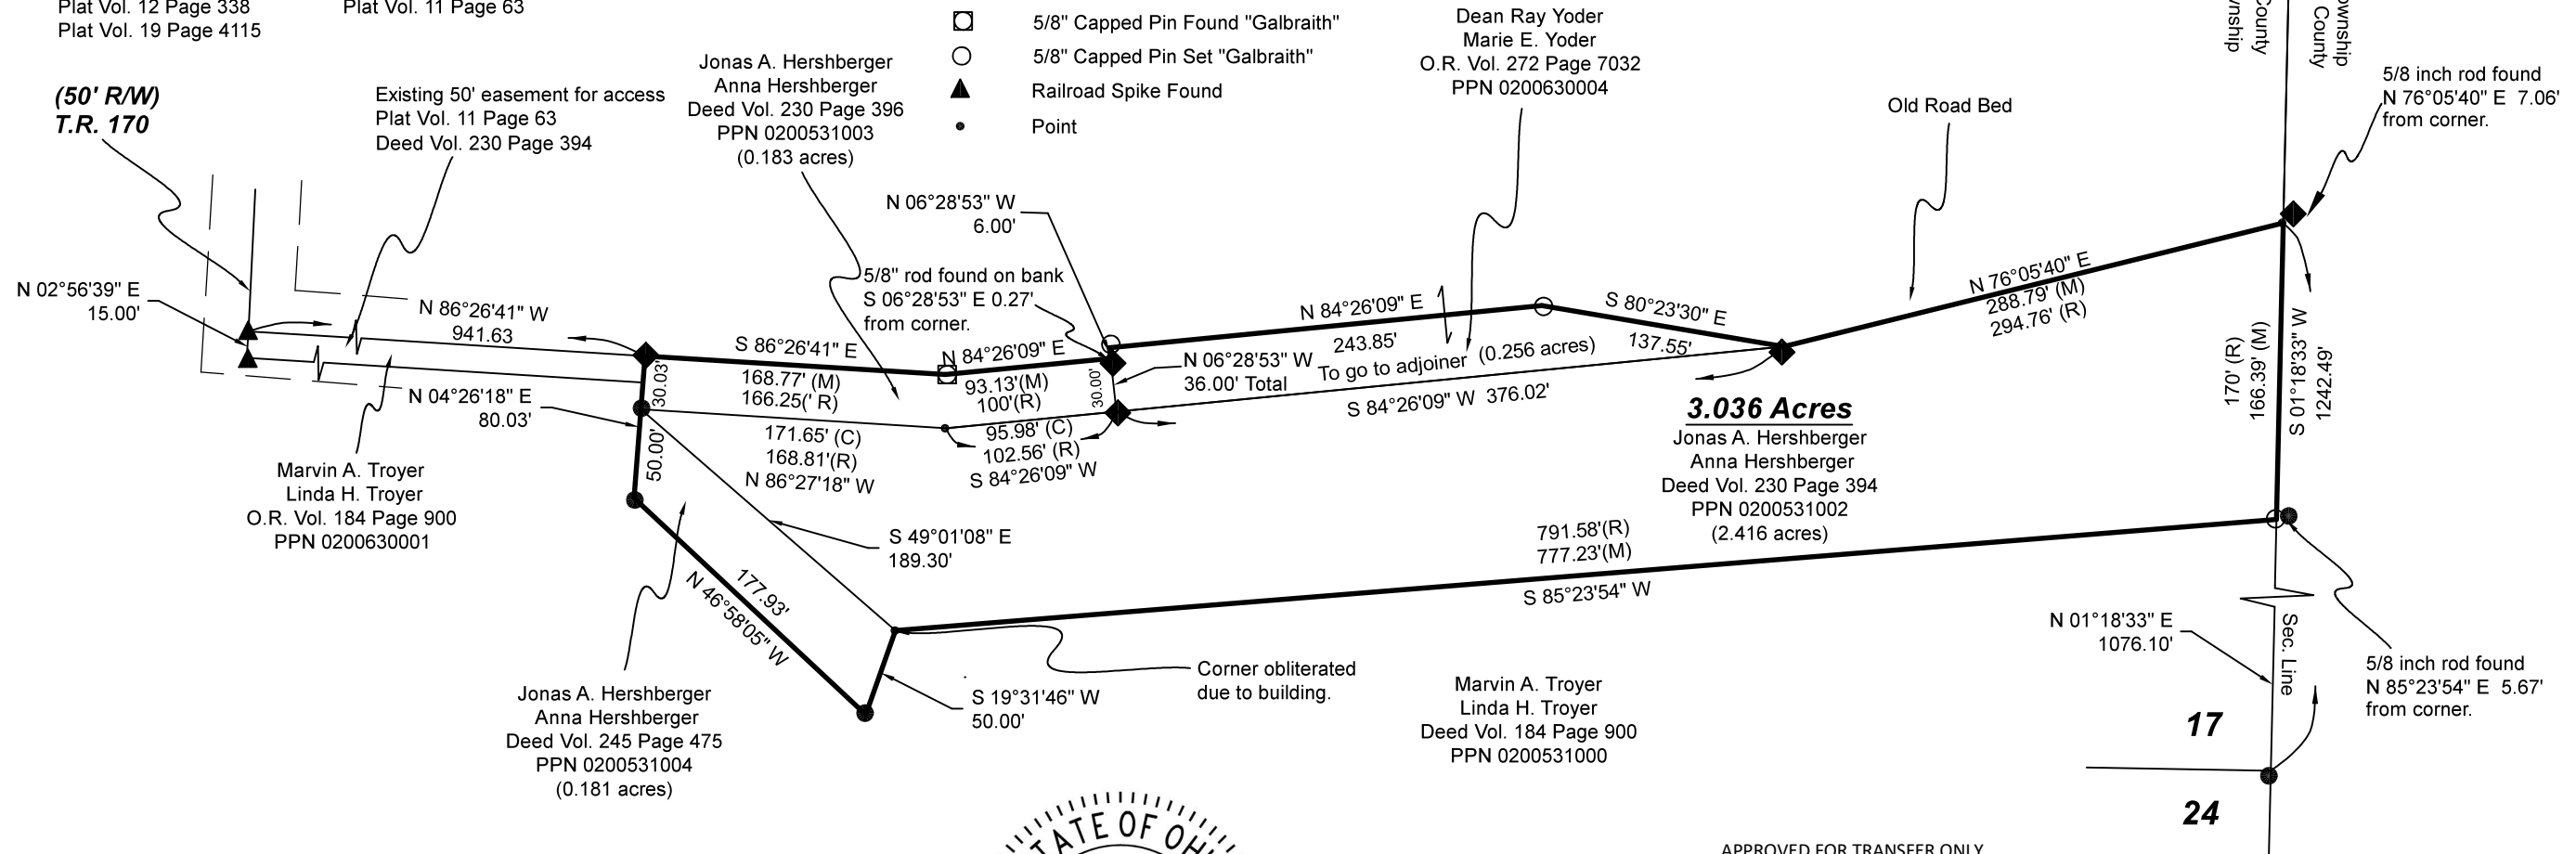 Plat Vol. 12 Page 338
Plat Vol. 19 Page 4115
Plat Vol. 11 Page 63
5/8" Capped Pin Found "Galbraith"
5/8" Capped Pin Set "Galbraith"
Railroad Spike Found
Point
Dean Ray Yoder
Marie E. Yoder
O.R. Vol. 272 Page 7032
PPN 0200630004
County
County
5/8 inch rod found
N 76°05'40" E 7.06'
from corner.
(50' R/W)
T.R. 170
Existing 50' easement for access
Plat Vol. 11 Page 63
Deed Vol. 230 Page 394
Jonas A. Hershberger
Anna Hershberger
Deed Vol. 230 Page 396
PPN 0200531003
(0.183 acres)
Old Road Bed
N 06°28'53" W
6.00'
5/8" rod found on bank
S 06°28'53" E 0.27'
from corner.
N 02°56'39" E
15.00'
N 86°26'41" W
941.63
S 86°26'41" E
168.77' (M)
166.25(' R)
N 84°26'09" E
93.13'(M)
100'(R)
30.03'
30.00'
N 06°28'53" W
36.00' Total
N 84°26'09" E
243.85'
To go to adjoiner (0.256 acres)
S 80°23'30" E
137.55'
N 76°05'40" E
288.79' (M)
294.76' (R)
S 84°26'09" W 376.02'
170' (R)
166.39' (M)
S 01°18'33" W
1242.49'
N 04°26'18" E
80.03'
50.00'
171.65' (C)
168.81'(R)
N 86°27'18" W
95.98' (C)
102.56' (R)
S 84°26'09" W
3.036 Acres
Jonas A. Hershberger
Anna Hershberger
Deed Vol. 230 Page 394
PPN 0200531002
(2.416 acres)
Marvin A. Troyer
Linda H. Troyer
O.R. Vol. 184 Page 900
PPN 0200630001
S 49°01'08" E
189.30'
791.58'(R)
777.23'(M)
S 85°23'54" W
177.93'
N 46°58'05" W
N 01°18'33" E
1076.10'
Sec. Line
5/8 inch rod found
N 85°23'54" E 5.67'
from corner.
Corner obliterated
due to building.
S 19°31'46" W
50.00'
Jonas A. Hershberger
Anna Hershberger
Deed Vol. 245 Page 475
PPN 0200531004
(0.181 acres)
Marvin A. Troyer
Linda H. Troyer
Deed Vol. 184 Page 900
PPN 0200531000
17
24
OF
APPROVED FOR TRANSFER ONLY